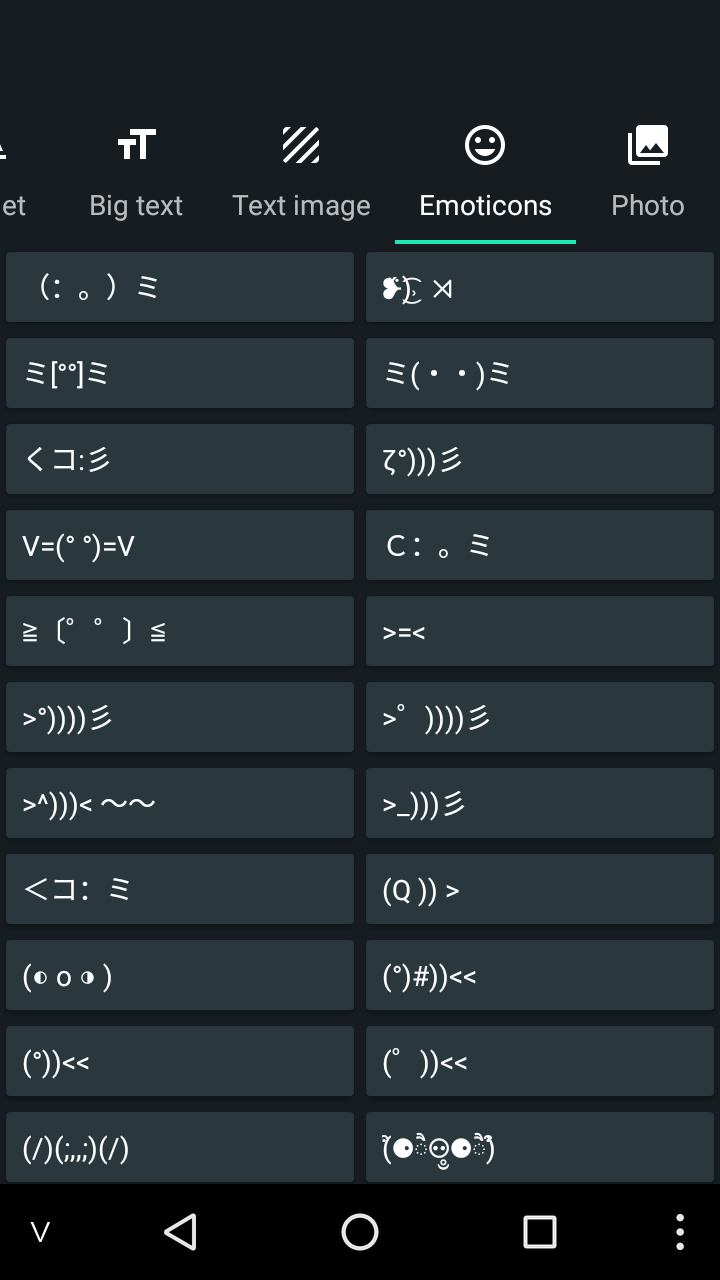 et Big text Text image Emoticons Photo
（：。）ミ
ミ[°°]ミ ミ(・・)ミ
くコ:彡 ζ°)))彡
V=(° °)=V C：。ミ
≧〔゜゜〕≦ >=<
>°))))彡 >゜))))彡
>^)))< ～～ >_)))彡
＜コ：ミ (Q )) >
(◐ o ◑ ) (°)#))<<
(°))<< (゜))<<
(/)(;,,;)(/)